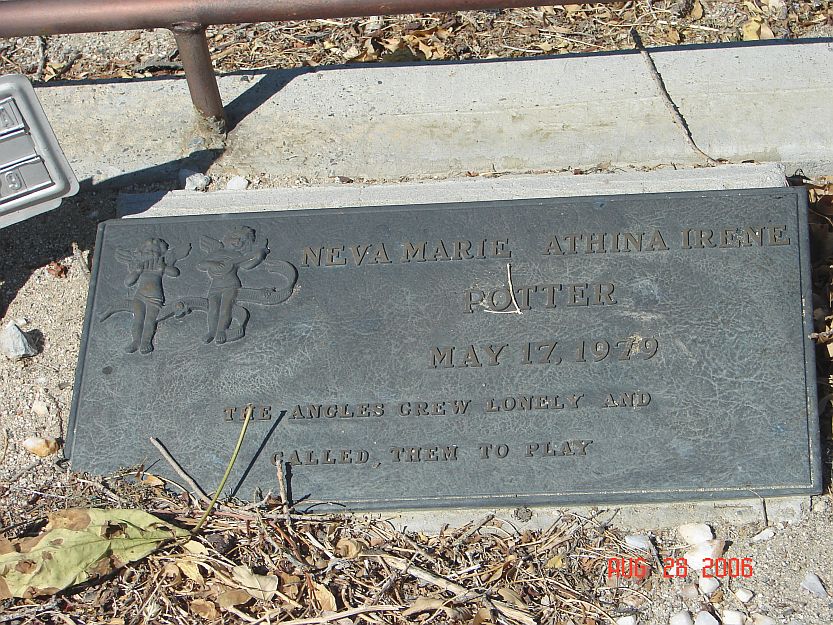 NEVA MARIE ATHINA IRENE
POTTER
MAY 17, 1979
THE ANGLES GREW LONELY AND
CALLED, THEM TO PLAY
9
AUG 28 2006